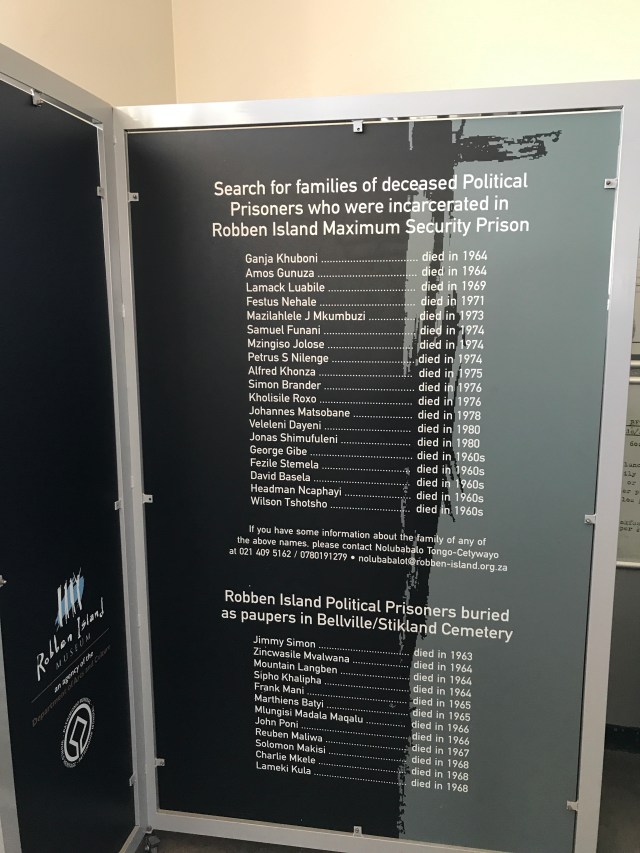 Search for families of deceased Political
Prisoners who were incarcerated in
Robben Island Maximum Security Prison
Ganja Khuboni ........................ died in 1964
Amos Gunuza ........................ died in 1964
Lamack Luabile ........................ died in 1969
Festus Nehale ........................ died in 1971
Mazilahlele J Mkumbuzi ............. died in 1973
Samuel Funani ........................ died in 1974
Mzingiso Jolose ........................ died in 1974
Petrus S Nilenge ........................ died in 1974
Alfred Khonza ........................ died in 1975
Simon Brander ........................ died in 1976
Kholisile Roxo ........................ died in 1976
Johannes Matsobane ................. died in 1978
Veleleni Dayeni ........................ died in 1980
Jonas Shimufuleni ..................... died in 1980
George Gibe ........................ died in 1960s
Fezile Stemela ........................ died in 1960s
David Basela ........................ died in 1960s
Headman Ncaphayi ................... died in 1960s
Wilson Tshotsho ........................ died in 1960s
If you have some information about the family of any of
the above names, please contact Nolubabalo Tongo-Cetywayo
at 021 409 5162 / 0780191279 • nolubabalot@robben-island.org.za
Robben Island Political Prisoners buried
as paupers in Bellville/Stikland Cemetery
Jimmy Simon ........................ died in 1963
Zincwasile Mvalwana ................. died in 1964
Mountain Langben ..................... died in 1964
Sipho Khalipha ........................ died in 1964
Frank Mani ........................ died in 1965
Marthiens Batyi ........................ died in 1965
Mlungisi Madala Maqalu ............. died in 1966
John Poni ........................ died in 1966
Reuben Maliwa ........................ died in 1967
Solomon Makisi ........................ died in 1968
Charlie Mkele ........................ died in 1968
Lameki Kula ........................ died in 1968
Robben Island
MUSEUM
an agency of the
Department of Arts and Culture